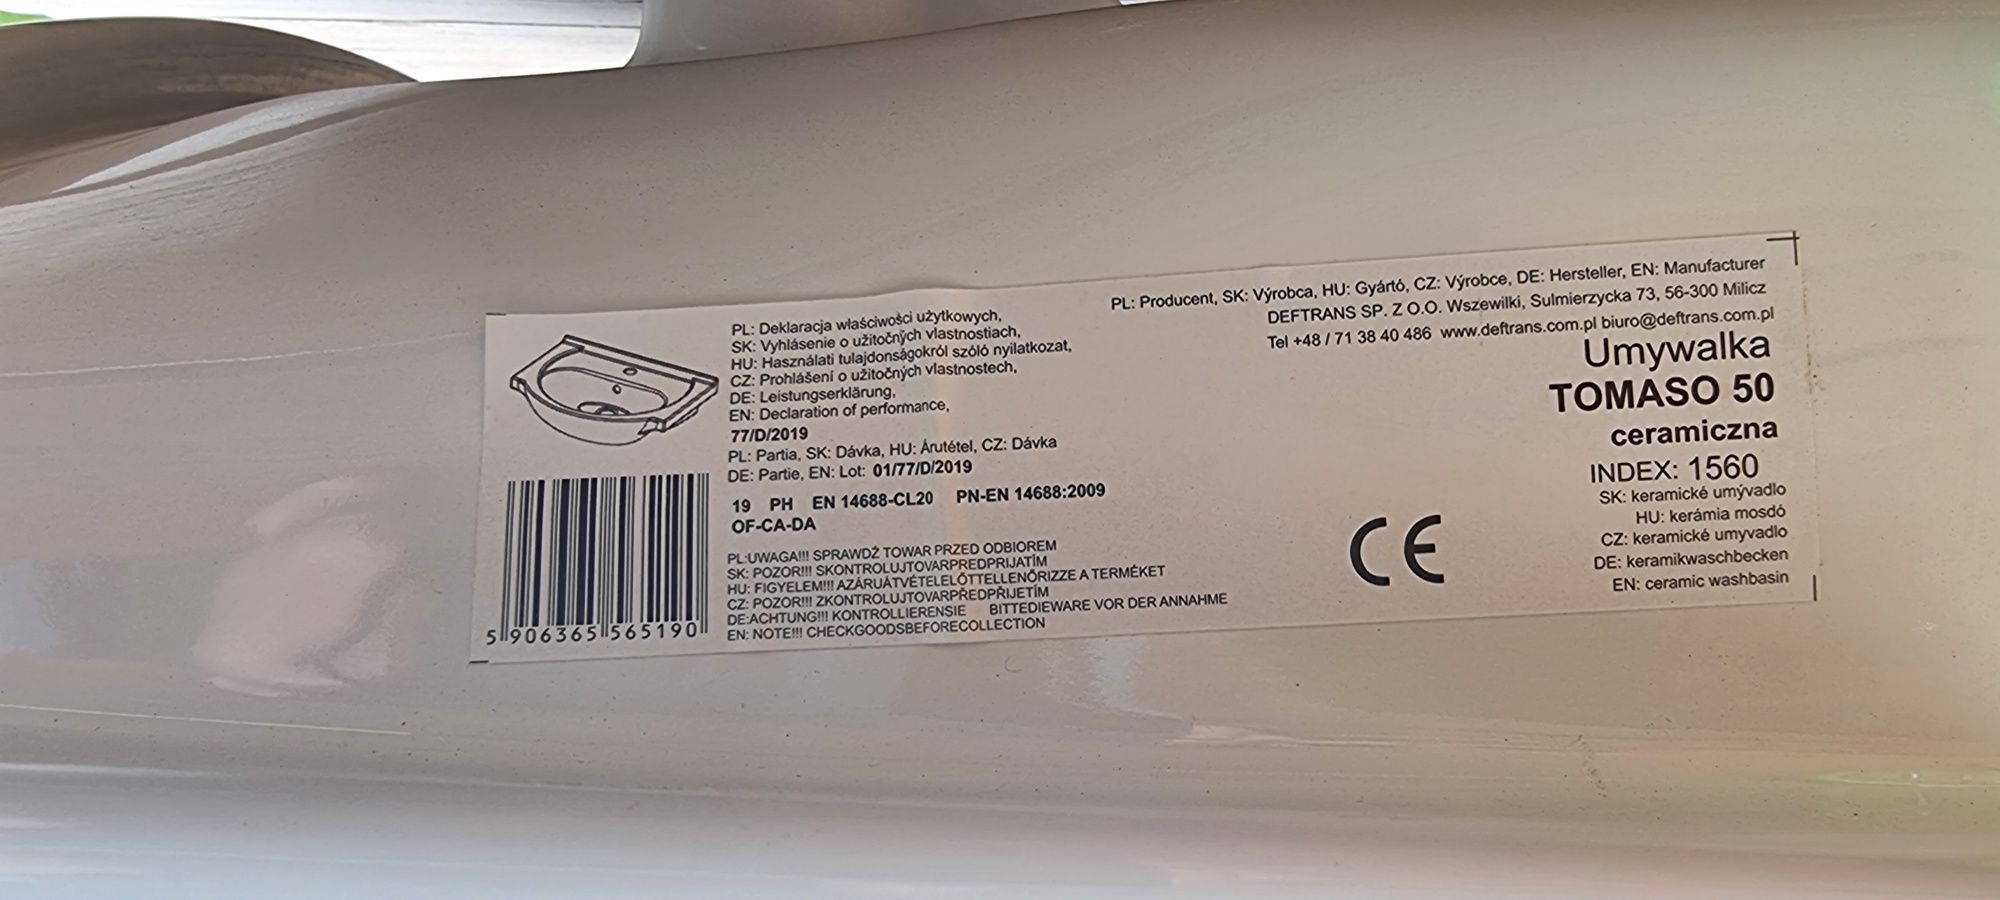 PL: Deklaracja właściwości użytkowych,
SK: Vyhlásenie o užitočných vlastnostiach,
HU: Használati tulajdonságokról szóló nyilatkozat,
CZ: Prohlášení o užitočných vlastnostech,
DE: Leistungserklärung,
EN: Declaration of performance,
77/D/2019
PL: Partia, SK: Dávka, HU: Árutétel, CZ: Dávka
DE: Partie, EN: Lot: 01/77/D/2019
19 PH EN 14688-CL20 PN-EN 14688:2009
OF-CA-DA
PL:UWAGA!!! SPRAWDŹ TOWAR PRZED ODBIOREM
SK: POZOR!!! SKONTROLUJTOVARPREDPRIJATÍM
HU: FIGYELEM!!! AZÁRUÁTVÉTELELŐTTELLENŐRIZZE A TERMÉKET
CZ: POZOR!!! ZKONTROLUJTOVARPŘEDPŘIJETÍM
DE:ACHTUNG!!! KONTROLLIERENSIE BITTEDIEWARE VOR DER ANNAHME
EN: NOTE!!! CHECKGOODSBEFORECOLLECTION
5 906365 565190
PL: Producent, SK: Výrobca, HU: Gyártó, CZ: Výrobce, DE: Hersteller, EN: Manufacturer
DEFTRANS SP. Z O.O. Wszewilki, Sulmierzycka 73, 56-300 Milicz
Tel +48 / 71 38 40 486 www.deftrans.com.pl biuro@deftrans.com.pl
Umywalka
TOMASO 50
ceramiczna
INDEX: 1560
SK: keramické umývadlo
HU: kerámia mosdó
CZ: keramické umyvadlo
DE: keramikwaschbecken
EN: ceramic washbasin
CE